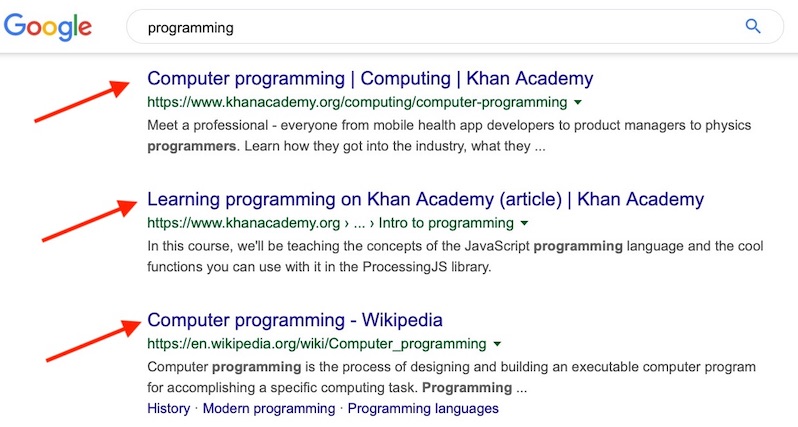 Google
programming
Computer programming | Computing | Khan Academy
https://www.khanacademy.org/computing/computer-programming
Meet a professional - everyone from mobile health app developers to product managers to physics
programmers. Learn how they got into the industry, what they ...
Learning programming on Khan Academy (article) | Khan Academy
https://www.khanacademy.org › ... › Intro to programming
In this course, we'll be teaching the concepts of the JavaScript programming language and the cool
functions you can use with it in the ProcessingJS library.
Computer programming - Wikipedia
https://en.wikipedia.org/wiki/Computer_programming
Computer programming is the process of designing and building an executable computer program
for accomplishing a specific computing task. Programming ...
History · Modern programming · Programming languages